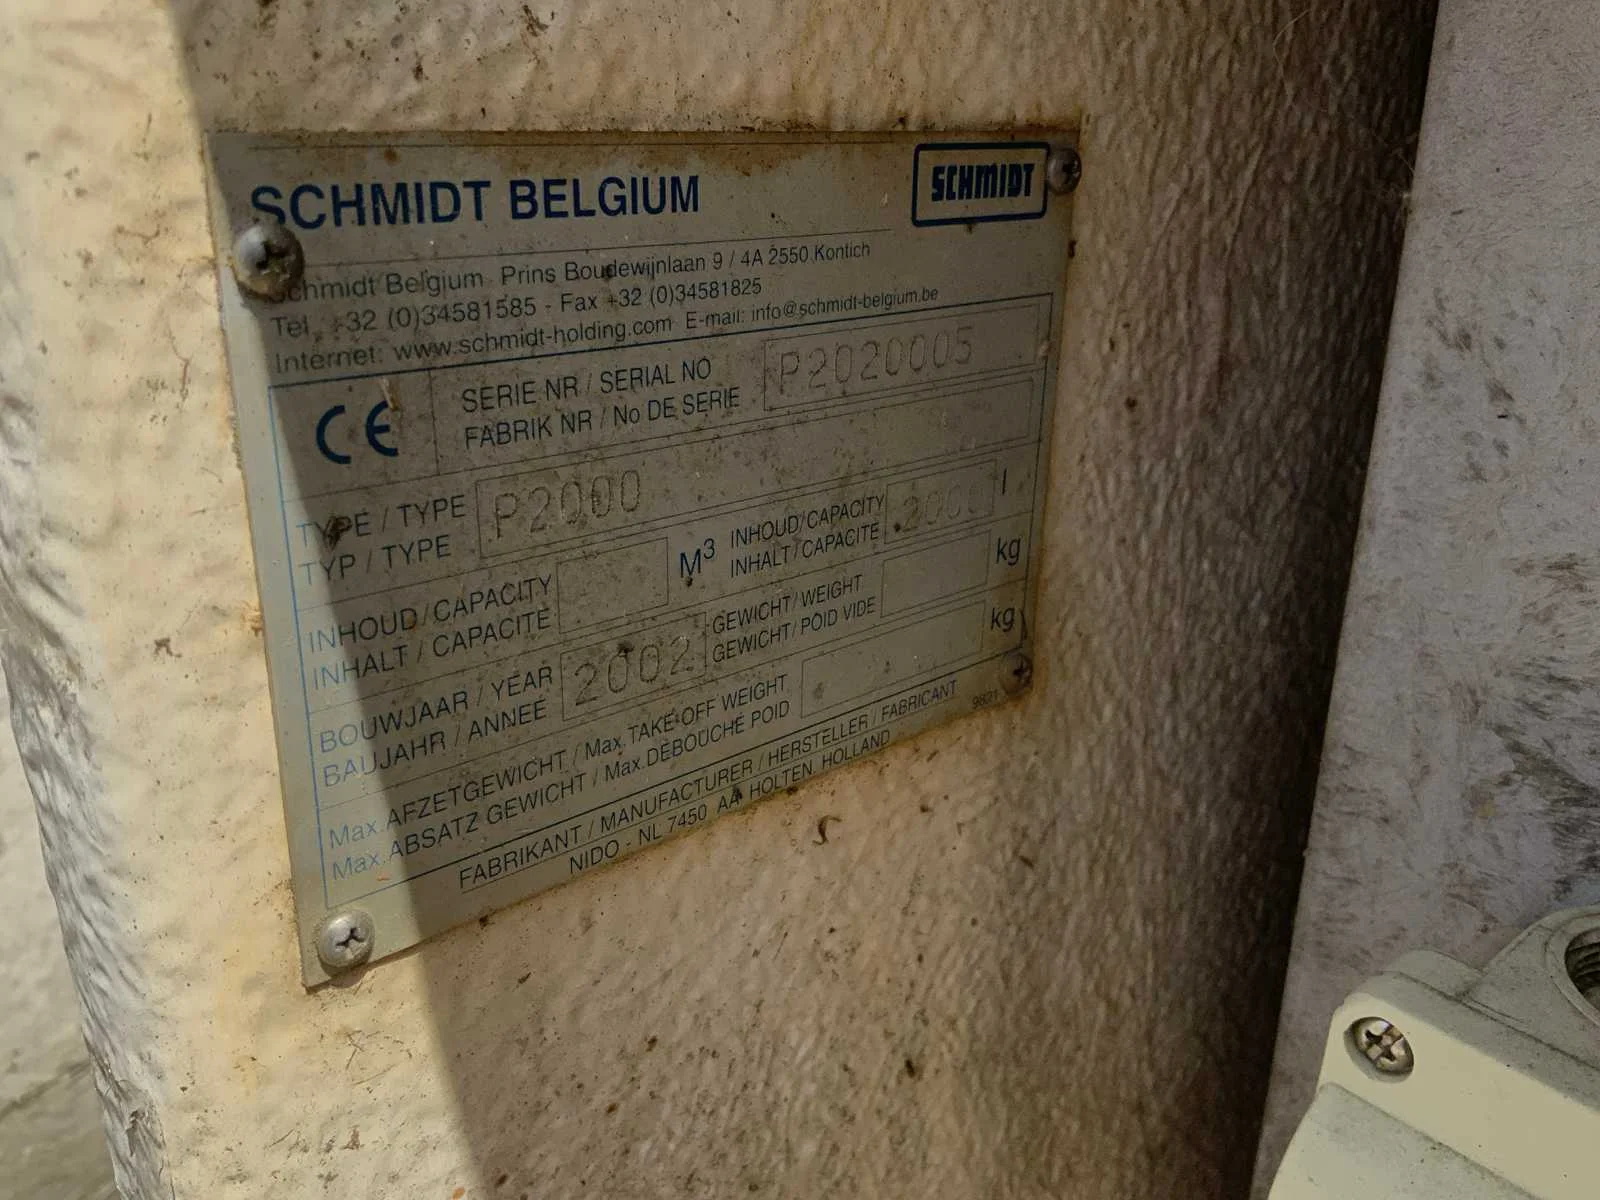 SCHMIDT BELGIUM
SCHMIDT
Schmidt Belgium Prins Boudewijnlaan 9 / 4A 2550 Kontich
Tel. +32 (0)34581585 - Fax +32 (0)34581825
Internet: www.schmidt-holding.com E-mail: info@schmidt-belgium.be
CE
SERIE NR / SERIAL NO
FABRIK NR / No DE SERIE
P2020005
TYPE / TYPE
TYP / TYPE
P2000
INHOUD/CAPACITY
INHALT / CAPACITE
M³
INHOUD/CAPACITY
INHALT/CAPACITE
2000
l
BOUWJAAR / YEAR
BAUJAHR / ANNEE
2002
GEWICHT/WEIGHT
GEWICHT/POID VIDE
kg
Max.AFZETGEWICHT / Max.TAKE-OFF WEIGHT
Max.ABSATZ GEWICHT / Max.DEBOUCHÉ POID
kg
FABRIKANT / MANUFACTURER / HERSTELLER / FABRICANT
NIDO - NL 7450 AA HOLTEN HOLLAND